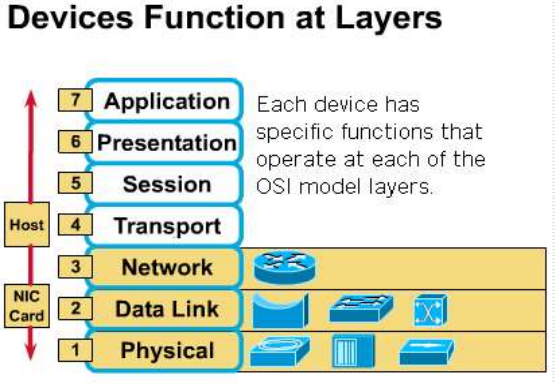 Devices Function at Layers
7 Application
6 Presentation
5 Session
4 Transport
3 Network
2 Data Link
1 Physical
Host
NIC
Card
Each device has
specific functions that
operate at each of the
OSI model layers.